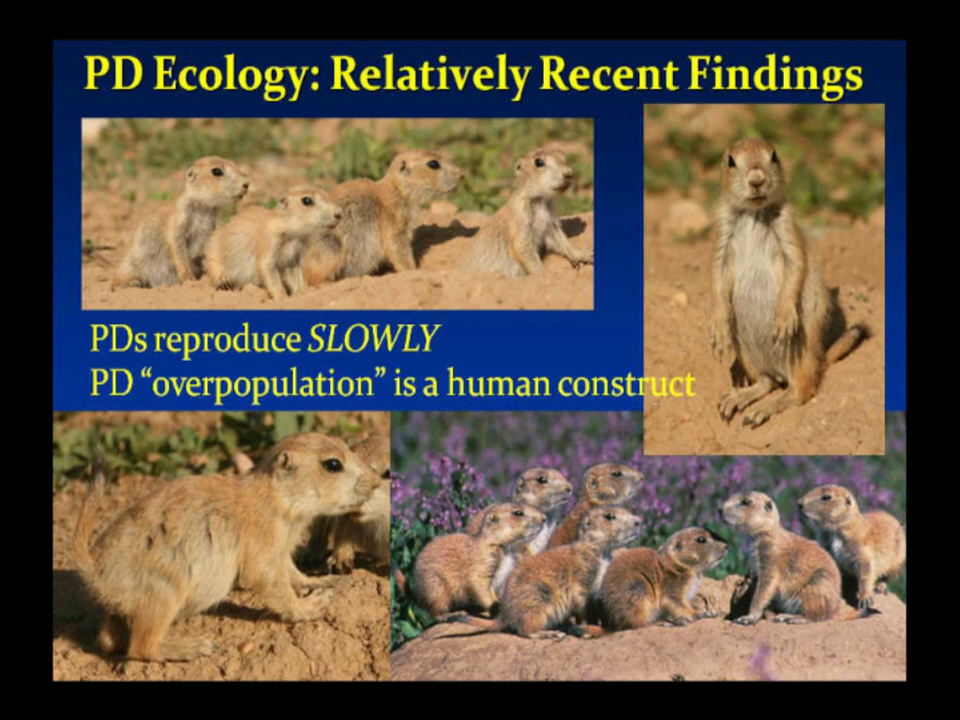 PD Ecology: Relatively Recent Findings
PDs reproduce SLOWLY
PD “overpopulation” is a human construct